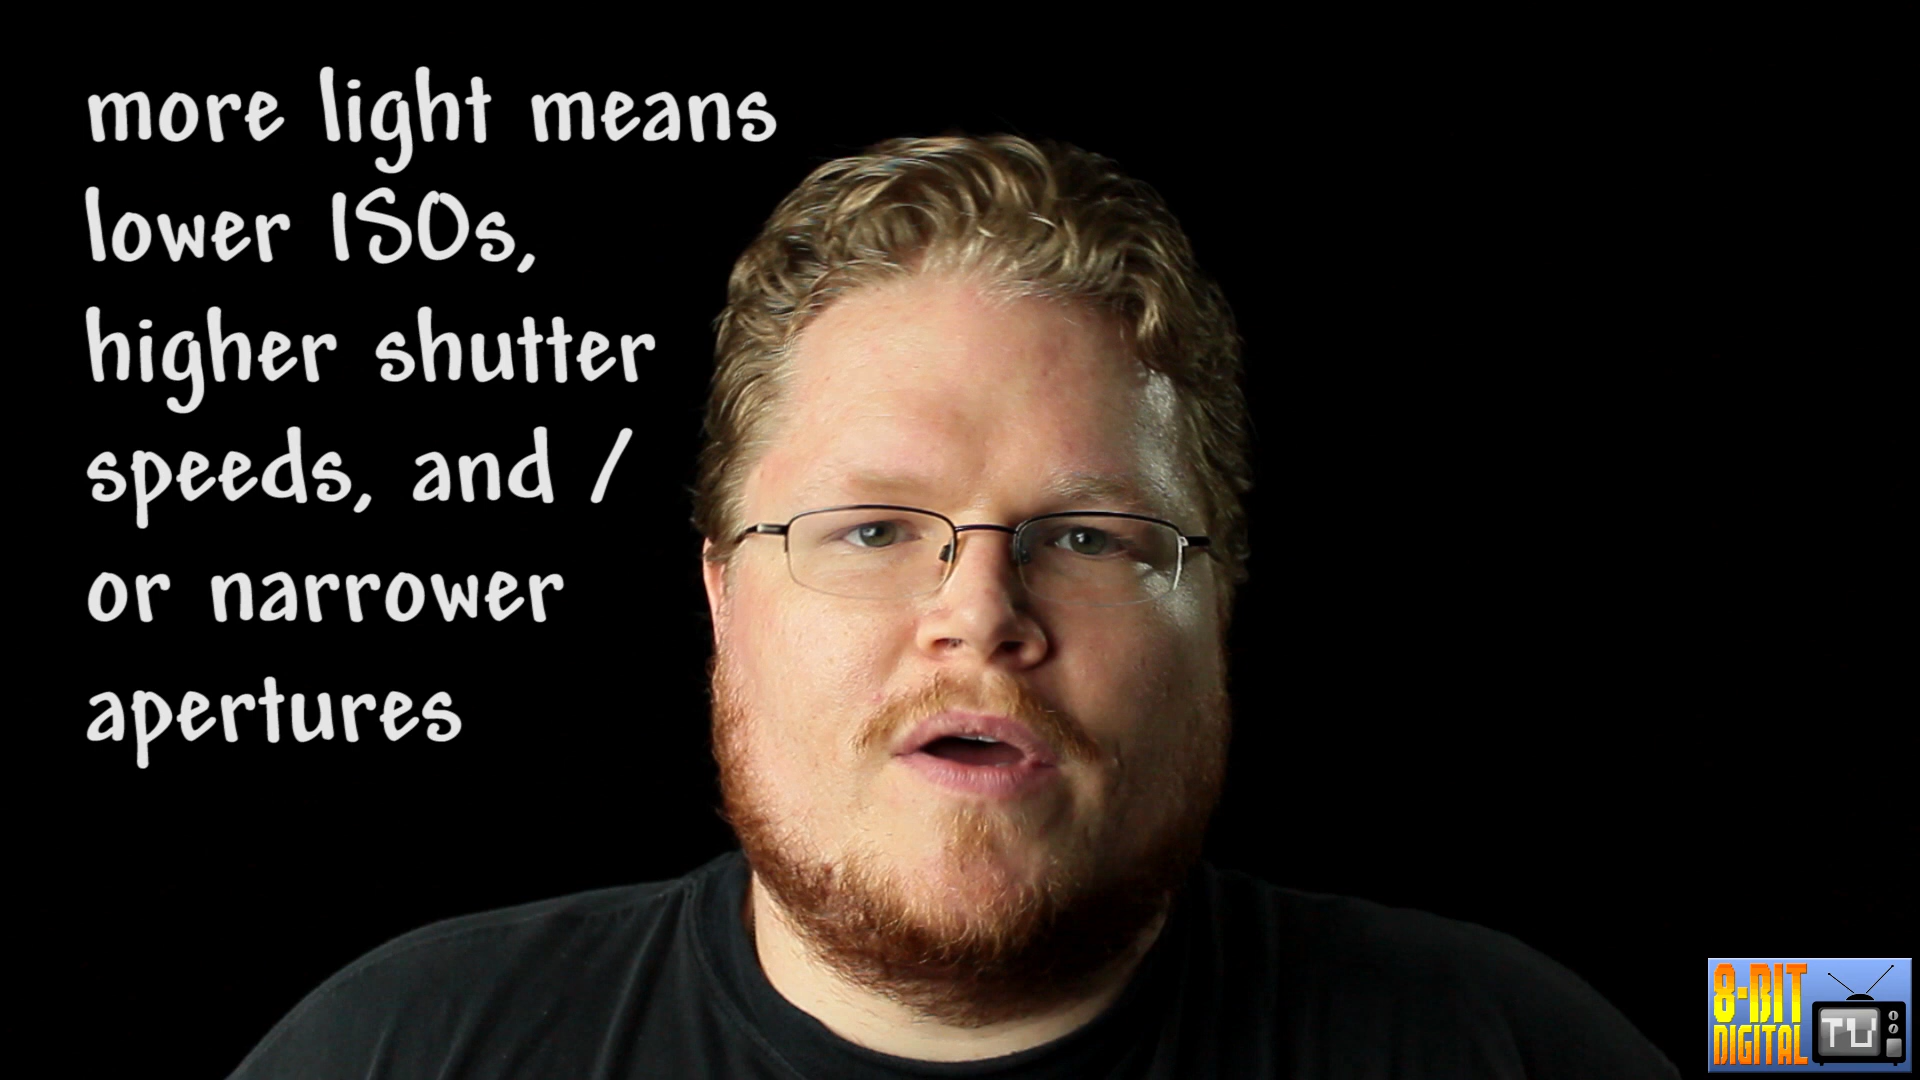 more light means
lower ISOs,
higher shutter
speeds, and /
or narrower
apertures
8-BIT
DIGITAL
TV